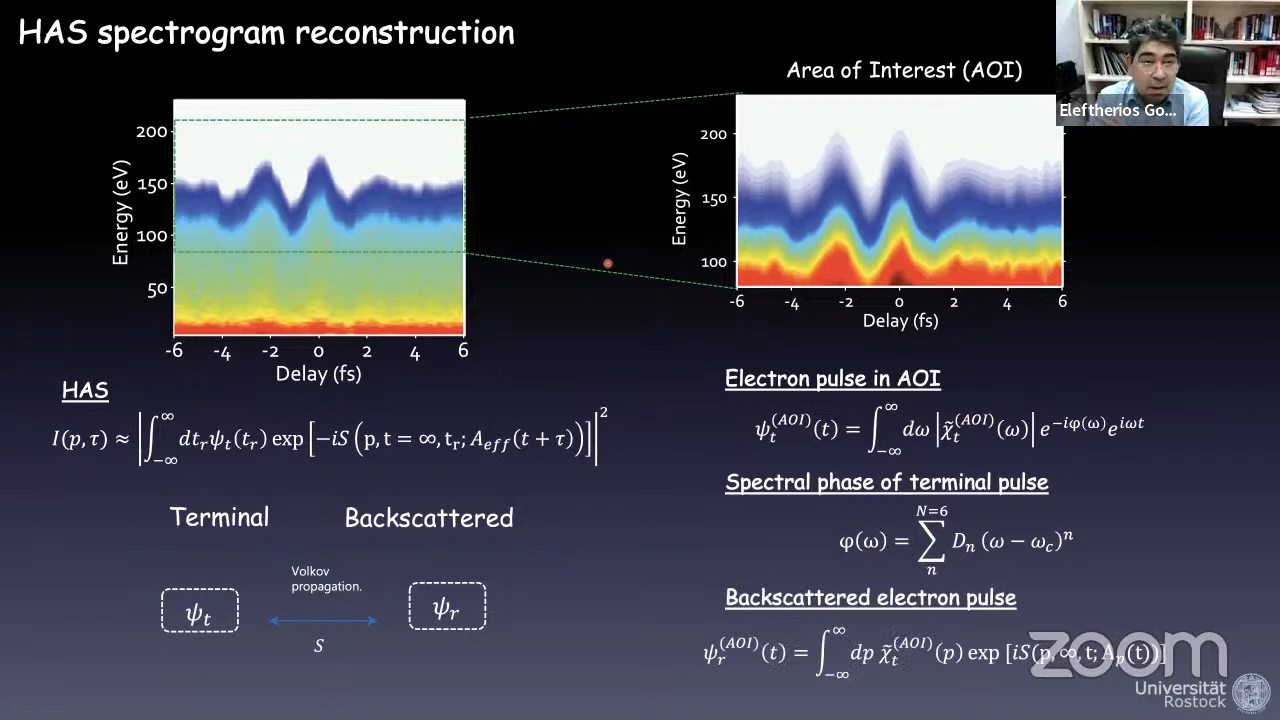 HAS spectrogram reconstruction
Area of Interest (AOI)
Eleftherios Go...
Energy (eV)
200
150
100
50
-6 -4 -2 0 2 4 6
Delay (fs)
Energy (eV)
200
150
100
-6 -4 -2 0 2 4 6
Delay (fs)
HAS
I(p, τ) ≈ |∫_{-∞}^{∞} dt_r ψ_t(t_r) exp[-iS(p, t = ∞, t_r; A_{eff}(t + τ))]|^2
Terminal Backscattered
Volkov
propagation.
ψ_t ψ_r
S
Electron pulse in AOI
ψ_t^{(AOI)}(t) = ∫_{-∞}^{∞} dω |χ̃_t^{(AOI)}(ω)| e^{-iφ(ω)} e^{iωt}
Spectral phase of terminal pulse
φ(ω) = ∑_{n}^{N=6} D_n (ω − ω_c)^n
Backscattered electron pulse
ψ_r^{(AOI)}(t) = ∫_{-∞}^{∞} dp χ̃_t^{(AOI)}(p) exp [iS(p, ∞, t; A_p(t))]
zoom
Universität
Rostock